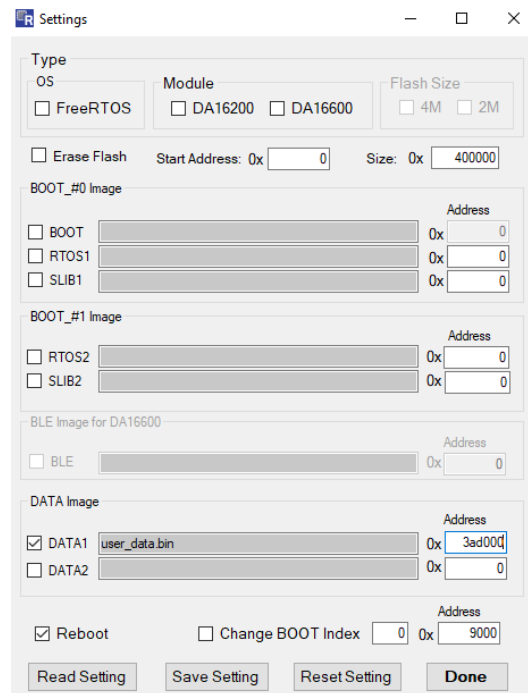 R Settings
Type
OS Module Flash Size
FreeRTOS DA16200 DA16600 4M 2M
Erase Flash Start Address: 0x 0 Size: 0x 400000
BOOT_#0 Image
Address
BOOT 0x 0
RTOS1 0x 0
SLIB1 0x 0
BOOT_#1 Image
Address
RTOS2 0x 0
SLIB2 0x 0
BLE Image for DA16600
Address
BLE 0x 0
DATA Image
Address
DATA1 user_data.bin 0x 3ad000
DATA2 0x 0
Address
Reboot Change BOOT Index 0 0x 9000
Read Setting Save Setting Reset Setting Done